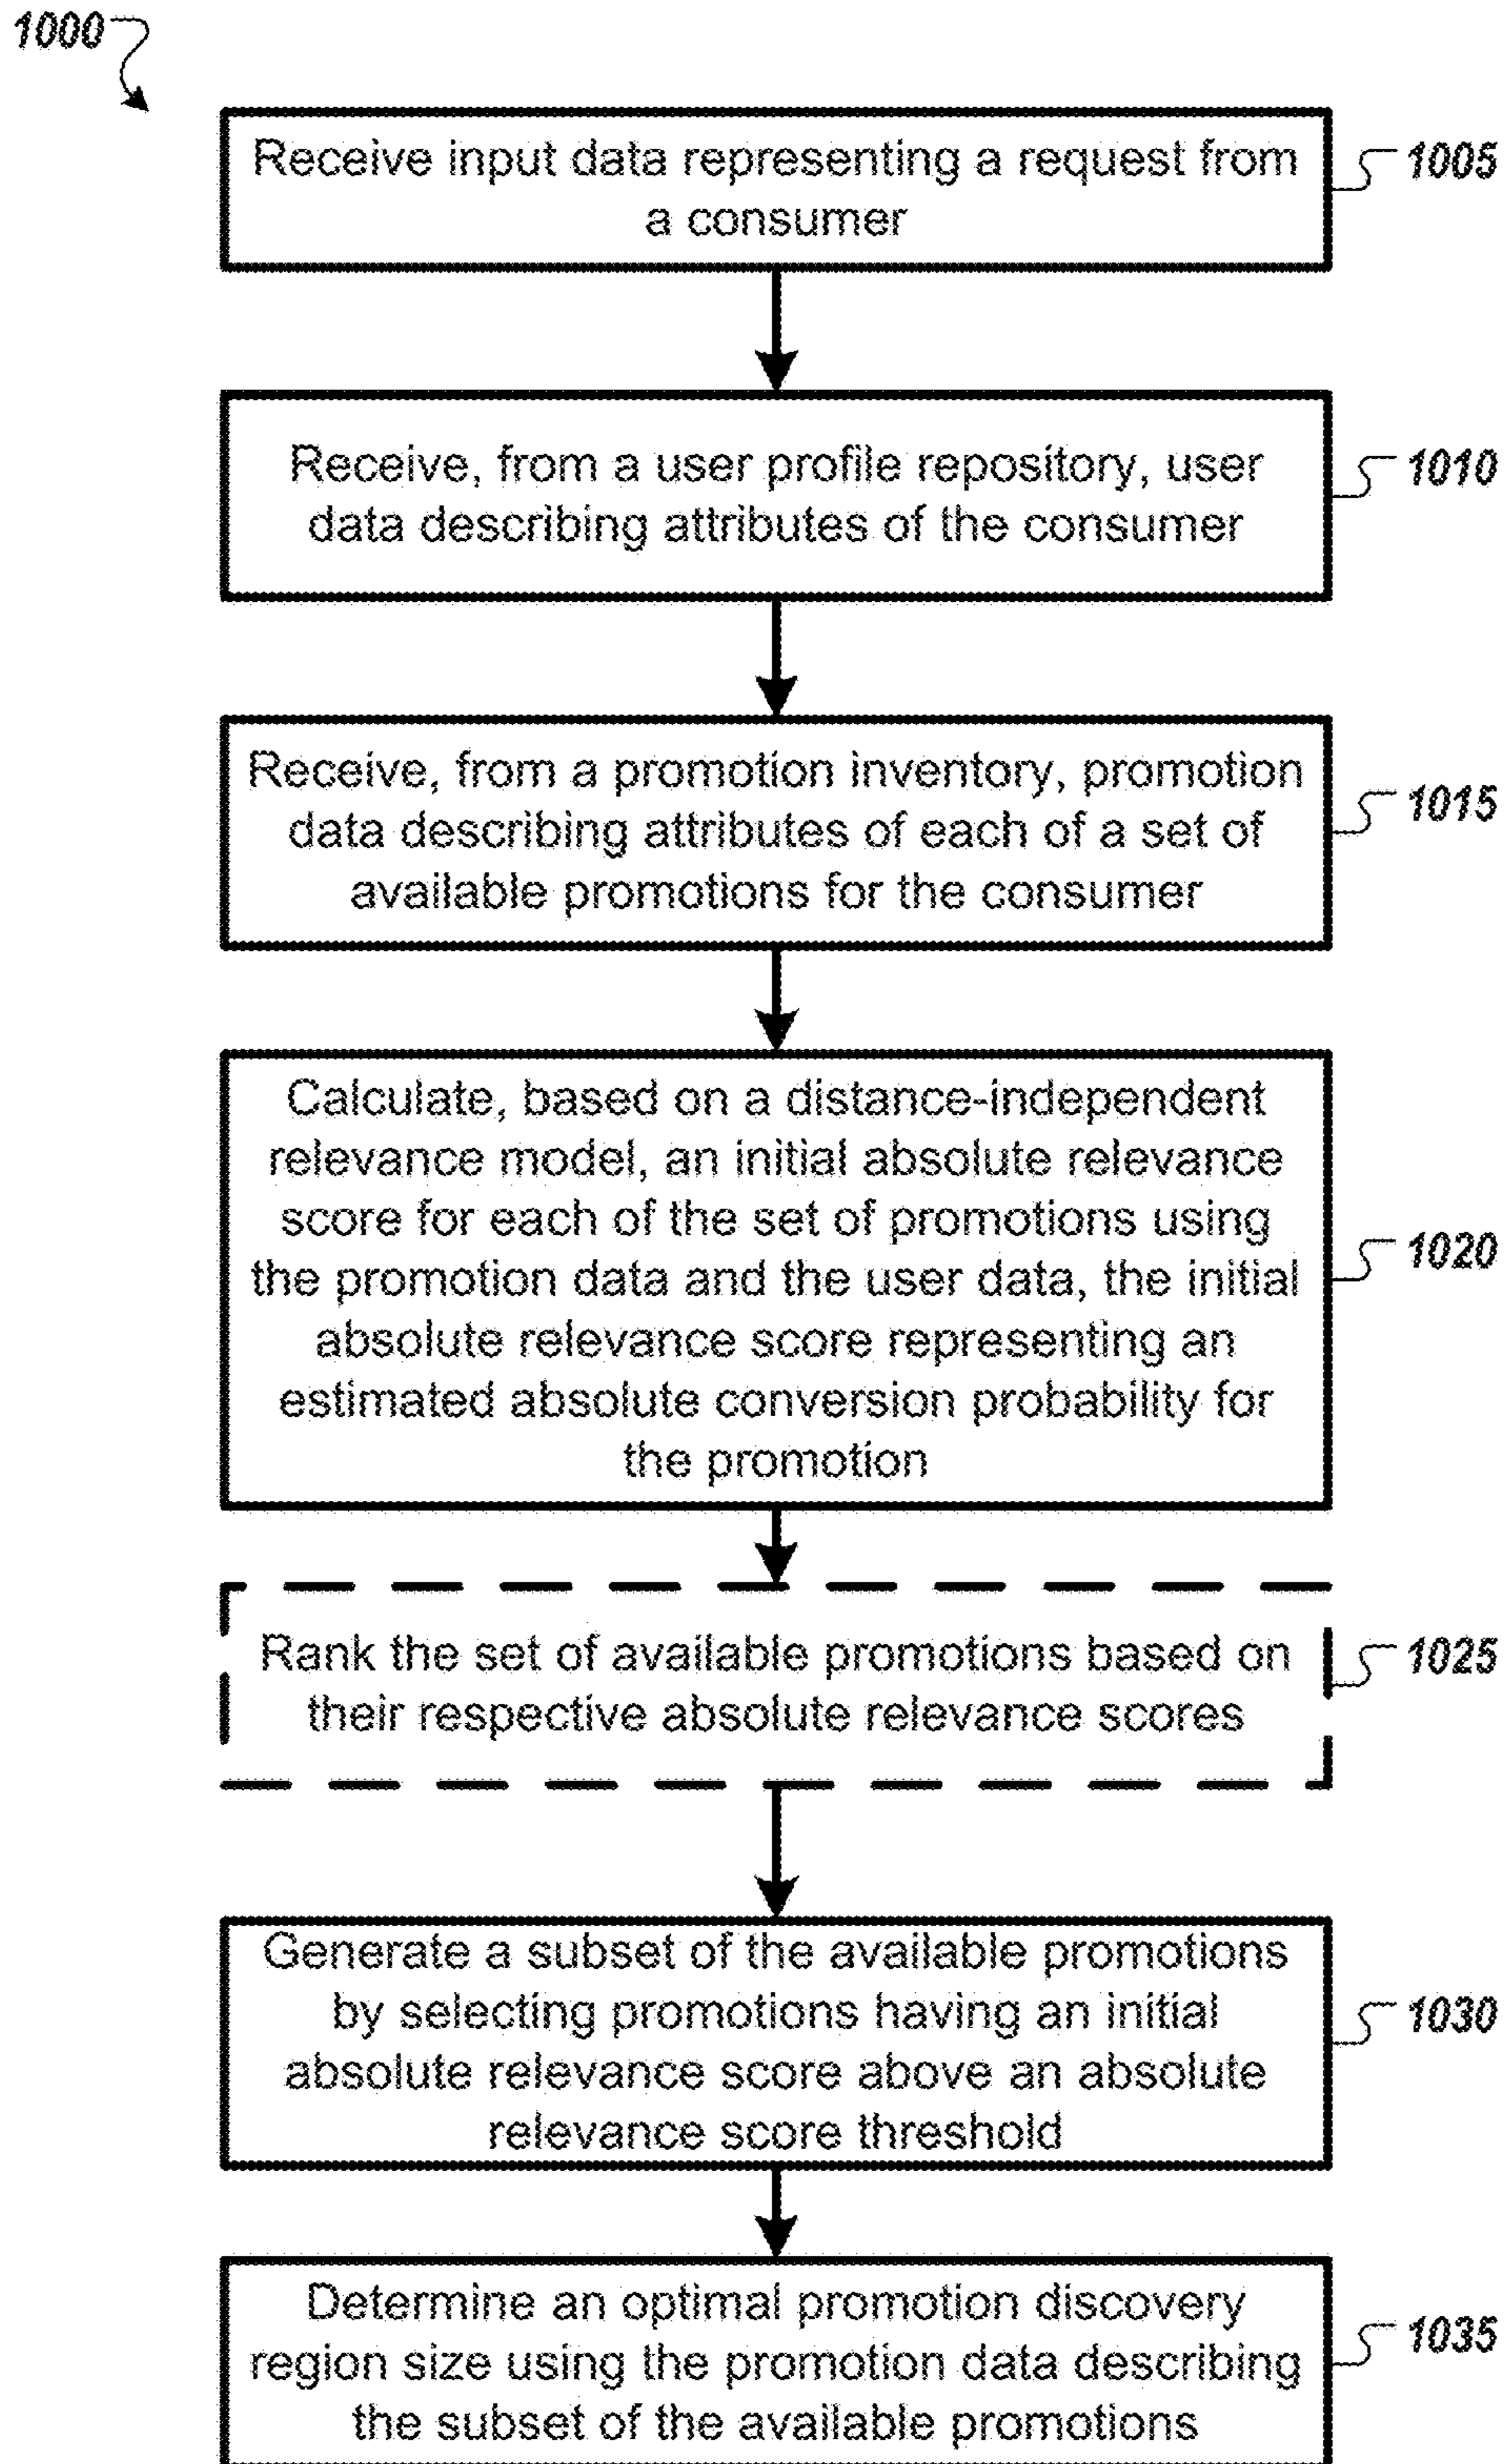 1000
Receive input data representing a request from
a consumer
1005
Receive, from a user profile repository, user
data describing attributes of the consumer
1010
Receive, from a promotion inventory, promotion
data describing attributes of each of a set of
available promotions for the consumer
1015
Calculate, based on a distance-independent
relevance model, an initial absolute relevance
score for each of the set of promotions using
the promotion data and the user data, the initial
absolute relevance score representing an
estimated absolute conversion probability for
the promotion
1020
Rank the set of available promotions based on
their respective absolute relevance scores
1025
Generate a subset of the available promotions
by selecting promotions having an initial
absolute relevance score above an absolute
relevance score threshold
1030
Determine an optimal promotion discovery
region size using the promotion data describing
the subset of the available promotions
1035